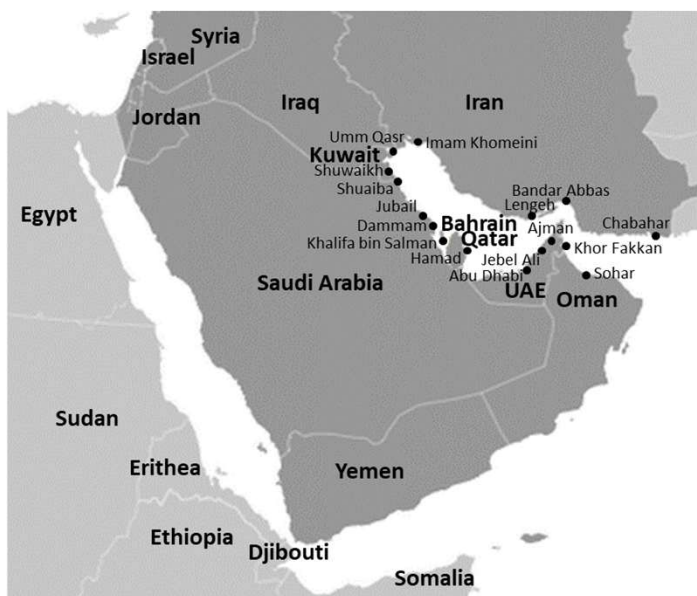 Syria
Israel
Iraq
Iran
Jordan
Umm Qasr
Imam Khomeini
Kuwait
Shuwaikh
Shuaiba
Bandar Abbas
Jubail
Lengeh
Egypt
Dammam
Bahrain
Ajman
Chabahar
Khalifa bin Salman
Qatar
Khor Fakkan
Hamad
Jebel Ali
Abu Dhabi
Sohar
Saudi Arabia
UAE
Oman
Sudan
Erithea
Yemen
Ethiopia
Djibouti
Somalia